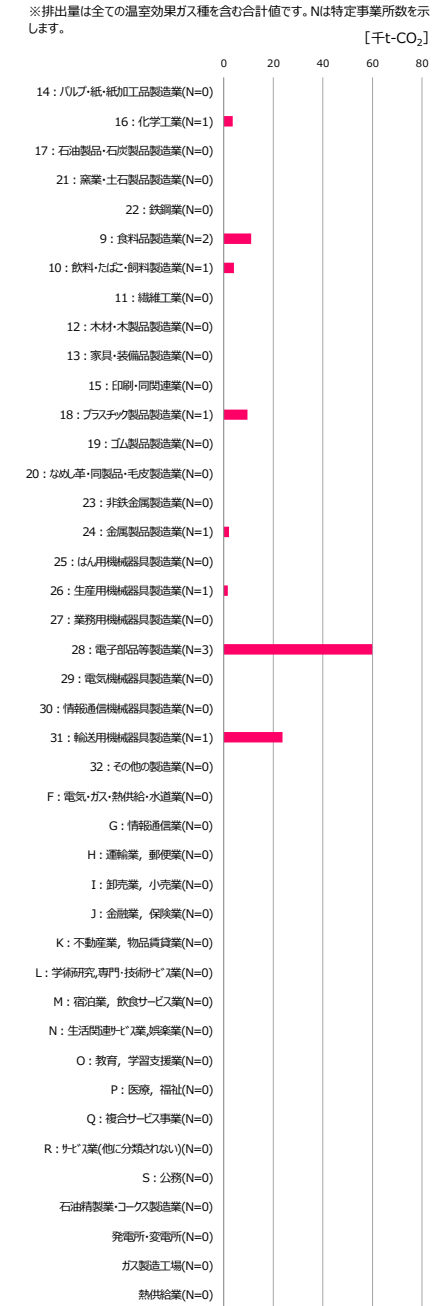 ※排出量は全ての温室効果ガス種を含む合計値です。Nは特定事業所数を示
します。
[千t-CO₂]
0 20 40 60 80
14：パルプ・紙・紙加工品製造業(N=0)
16：化学工業(N=1)
17：石油製品・石炭製品製造業(N=0)
21：窯業・土石製品製造業(N=0)
22：鉄鋼業(N=0)
9：食料品製造業(N=2)
10：飲料・たばこ・飼料製造業(N=1)
11：繊維工業(N=0)
12：木材・木製品製造業(N=0)
13：家具・装備品製造業(N=0)
15：印刷・同関連業(N=0)
18：プラスチック製品製造業(N=1)
19：ゴム製品製造業(N=0)
20：なめし革・同製品・毛皮製造業(N=0)
23：非鉄金属製造業(N=0)
24：金属製品製造業(N=1)
25：はん用機械器具製造業(N=0)
26：生産用機械器具製造業(N=1)
27：業務用機械器具製造業(N=0)
28：電子部品等製造業(N=3)
29：電気機械器具製造業(N=0)
30：情報通信機械器具製造業(N=0)
31：輸送用機械器具製造業(N=1)
32：その他の製造業(N=0)
F：電気・ガス・熱供給・水道業(N=0)
G：情報通信業(N=0)
H：運輸業，郵便業(N=0)
I：卸売業，小売業(N=0)
J：金融業，保険業(N=0)
K：不動産業，物品賃貸業(N=0)
L：学術研究,専門・技術ｻｰﾋﾞｽ業(N=0)
M：宿泊業，飲食サービス業(N=0)
N：生活関連ｻｰﾋﾞｽ業,娯楽業(N=0)
O：教育，学習支援業(N=0)
P：医療，福祉(N=0)
Q：複合サービス事業(N=0)
R：ｻｰﾋﾞｽ業(他に分類されない)(N=0)
S：公務(N=0)
石油精製業・コークス製造業(N=0)
発電所・変電所(N=0)
ガス製造工場(N=0)
熱供給業(N=0)